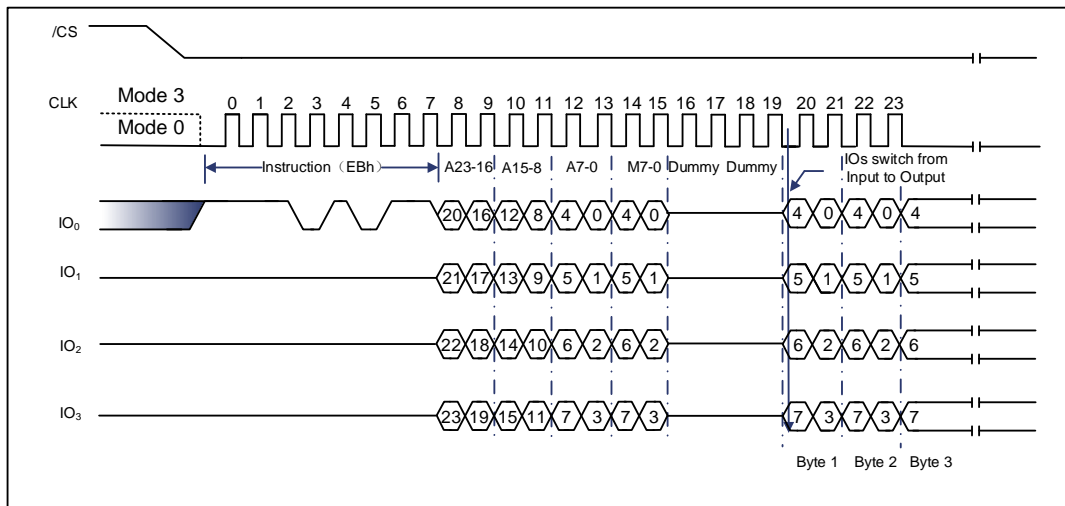 /CS
Mode 3
CLK
Mode 0
0 1 2 3 4 5 6 7 8 9 10 11 12 13 14 15 16 17 18 19 20 21 22 23
Instruction（EBh） A23-16 A15-8 A7-0 M7-0 Dummy Dummy
IOs switch from
Input to Output
IO₀ 20 16 12 8 4 0 4 0 4 0 4 0 4
IO₁ 21 17 13 9 5 1 5 1 5 1 5 1 5
IO₂ 22 18 14 10 6 2 6 2 6 2 6 2 6
IO₃ 23 19 15 11 7 3 7 3 7 3 7 3 7
Byte 1 Byte 2 Byte 3